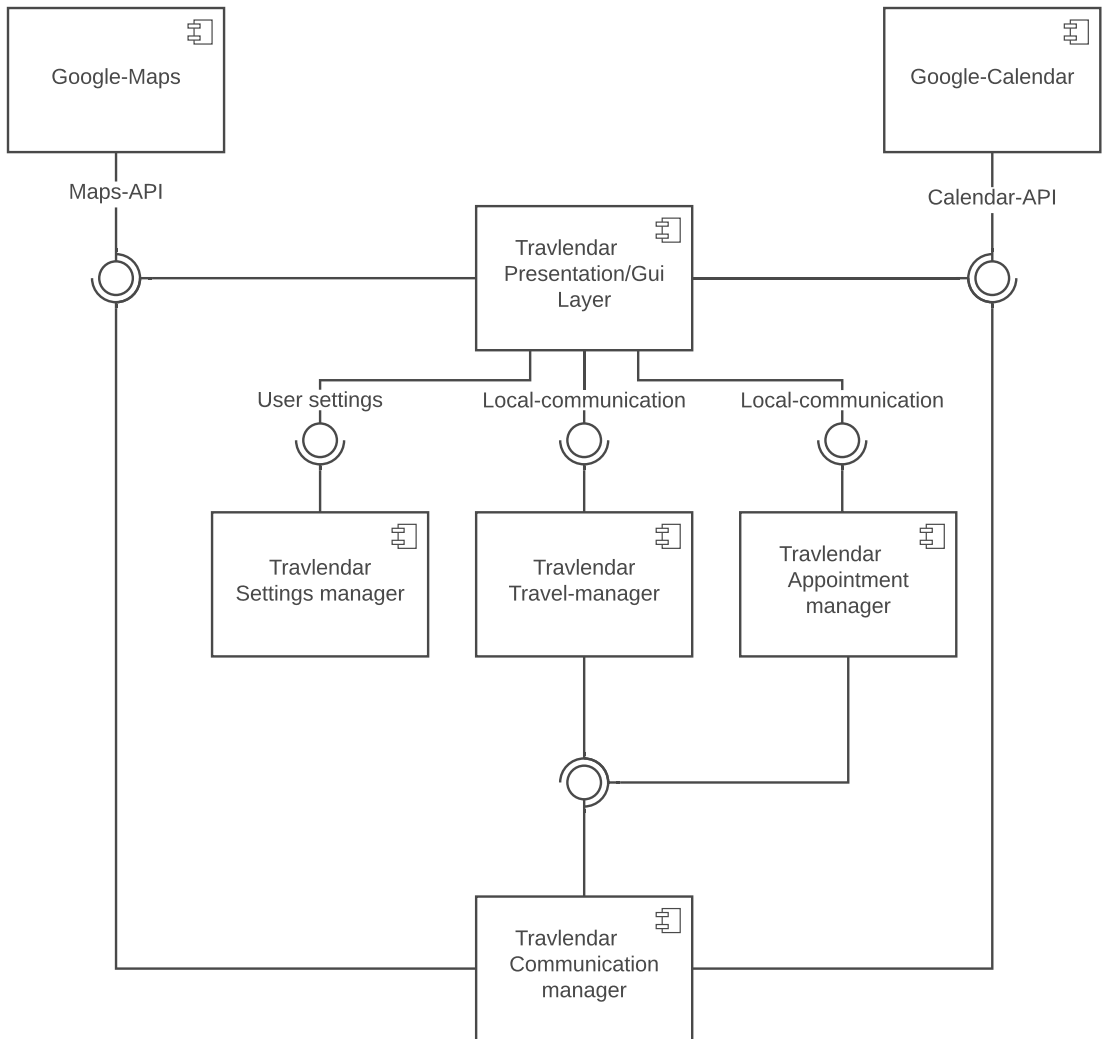 Google-Maps
Google-Calendar
Maps-API
Calendar-API
Travlendar
Presentation/Gui
Layer
User settings
Local-communication
Local-communication
Travlendar
Settings manager
Travlendar
Travel-manager
Travlendar
Appointment
manager
Travlendar
Communication
manager